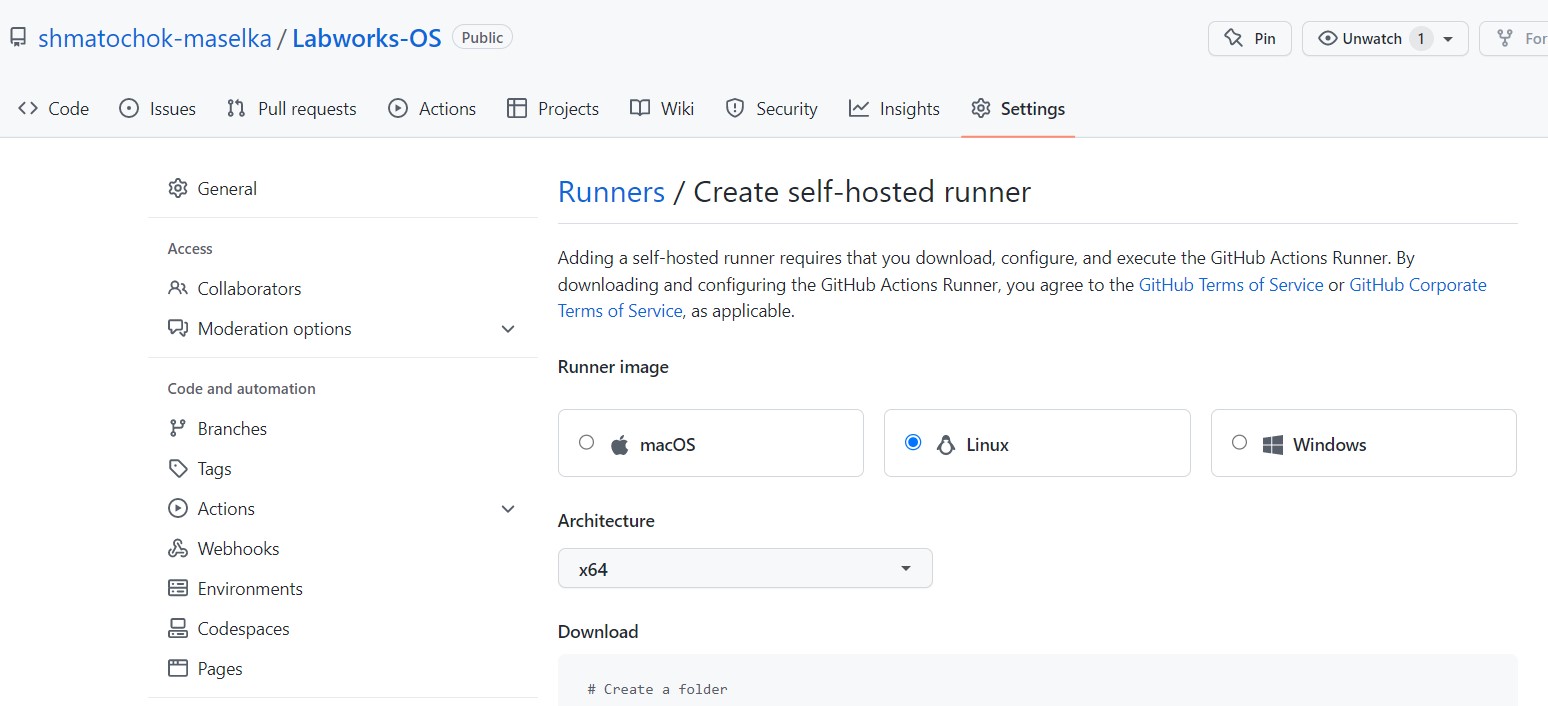 shmatochok-maselka / Labworks-OS Public
Pin
Unwatch 1
For
Code
Issues
Pull requests
Actions
Projects
Wiki
Security
Insights
Settings
General
Access
Collaborators
Moderation options
Code and automation
Branches
Tags
Actions
Webhooks
Environments
Codespaces
Pages
Runners / Create self-hosted runner
Adding a self-hosted runner requires that you download, configure, and execute the GitHub Actions Runner. By
downloading and configuring the GitHub Actions Runner, you agree to the GitHub Terms of Service or GitHub Corporate
Terms of Service, as applicable.
Runner image
macOS
Linux
Windows
Architecture
x64
Download
# Create a folder